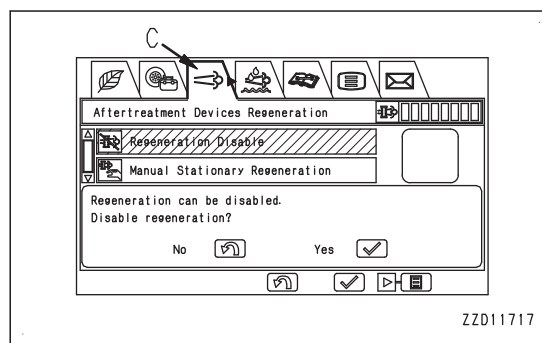 C
Aftertreatment Devices Regeneration
Regeneration Disable
Manual Stationary Regeneration
Regeneration can be disabled.
Disable regeneration?
No Yes
ZZD11717